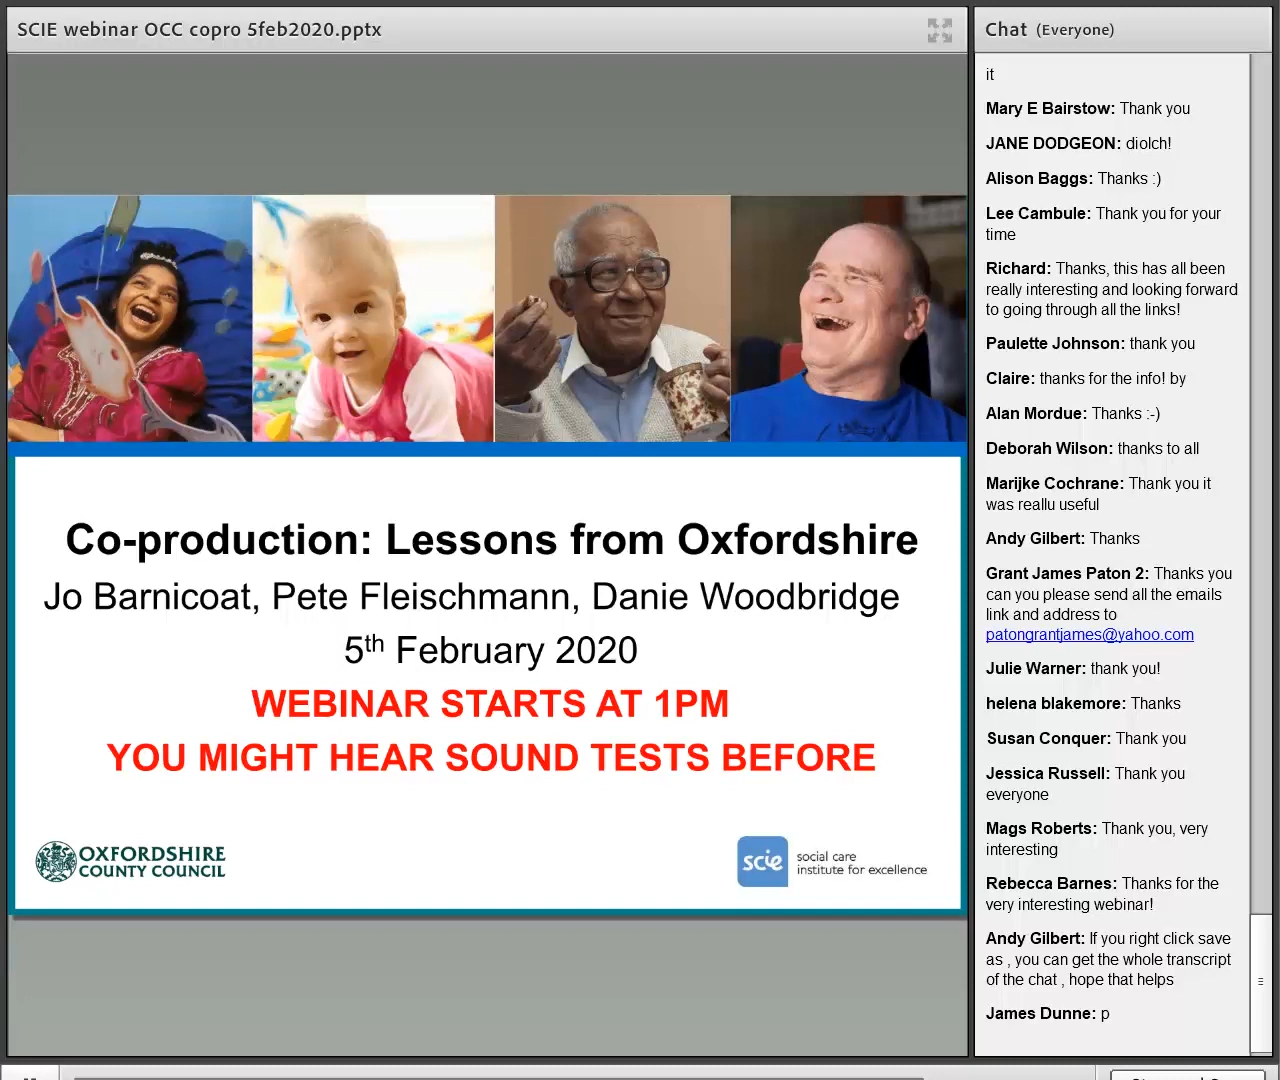 SCIE webinar OCC copro 5feb2020.pptx
Co-production: Lessons from Oxfordshire
Jo Barnicoat, Pete Fleischmann, Danie Woodbridge
5th February 2020
WEBINAR STARTS AT 1PM
YOU MIGHT HEAR SOUND TESTS BEFORE
OXFORDSHIRE
COUNTY COUNCIL
scie
social care
institute for excellence
Chat (Everyone)
it
Mary E Bairstow: Thank you
JANE DODGEON: diolch!
Alison Baggs: Thanks :)
Lee Cambule: Thank you for your
time
Richard: Thanks, this has all been
really interesting and looking forward
to going through all the links!
Paulette Johnson: thank you
Claire: thanks for the info! by
Alan Mordue: Thanks :-)
Deborah Wilson: thanks to all
Marijke Cochrane: Thank you it
was reallu useful
Andy Gilbert: Thanks
Grant James Paton 2: Thanks you
can you please send all the emails
link and address to
patongrantjames@yahoo.com
Julie Warner: thank you!
helena blakemore: Thanks
Susan Conquer: Thank you
Jessica Russell: Thank you
everyone
Mags Roberts: Thank you, very
interesting
Rebecca Barnes: Thanks for the
very interesting webinar!
Andy Gilbert: If you right click save
as , you can get the whole transcript
of the chat , hope that helps
James Dunne: p